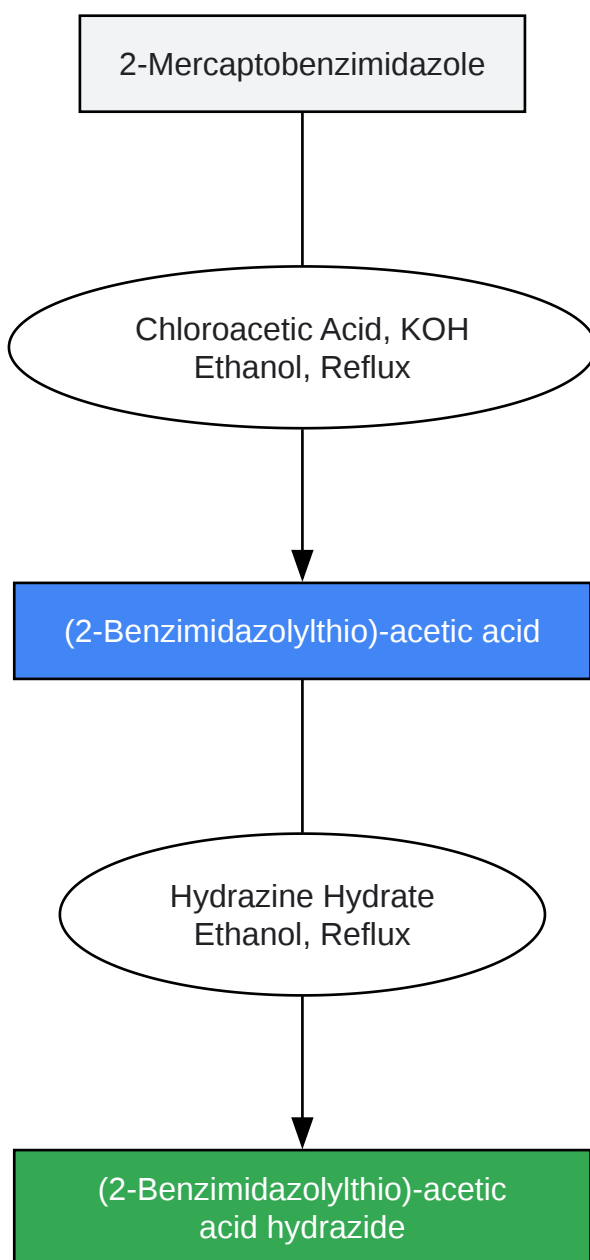 2-Mercaptobenzimidazole
Chloroacetic Acid, KOH
Ethanol, Reflux
(2-Benzimidazolylthio)-acetic acid
Hydrazine Hydrate
Ethanol, Reflux
(2-Benzimidazolylthio)-acetic
acid hydrazide